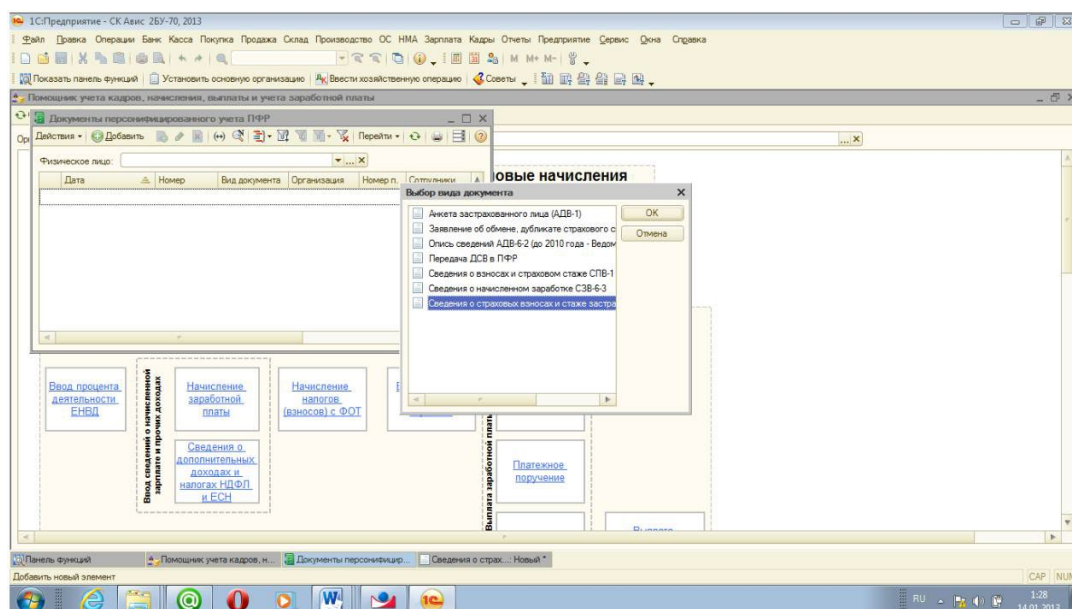 1С:Предприятие - СК Авис 2БУ-70, 2013
Файл Правка Операции Банк Касса Покупка Продажа Склад Производство ОС НМА Зарплата Кадры Отчеты Предприятие Сервис Окна Справка
M M+ M-
Показать панель функций Установить основную организацию Ввести хозяйственную операцию Советы
Помощник учета кадров, начисления, выплаты и учета заработной платы
Документы персонифицированного учета ПФР
Действия Добавить Перейти
Физическое лицо:
Дата Номер Вид документа Организация Номер п. Сотрудники
Выбор вида документа
Анкета застрахованного лица (АДВ-1)
Заявление об обмене, дубликате страхового с
Опись сведений АДВ-6-2 (до 2010 года - Ведом
Передача ДСВ в ПФР
Сведения о взносах и страховом стаже СПВ-1
Сведения о начисленном заработке СЗВ-6-3
Сведения о страховых взносах и стаже застра
OK
Отмена
овые начисления
Ввод процента деятельности ЕНВД
Ввод сведений о начисленной зарплате и прочих доходах
Начисление заработной платы
Начисление налогов (взносов) с ФОТ
Сведения о дополнительных доходах и налогах НДФЛ и ЕСН
Выплата заработной платы
Платежное поручение
Панель функций Помощник учета кадров, н... Документы персонифицир... Сведения о страх...: Новый *
Добавить новый элемент
CAP NUM
RU
1:28
14.01.2013